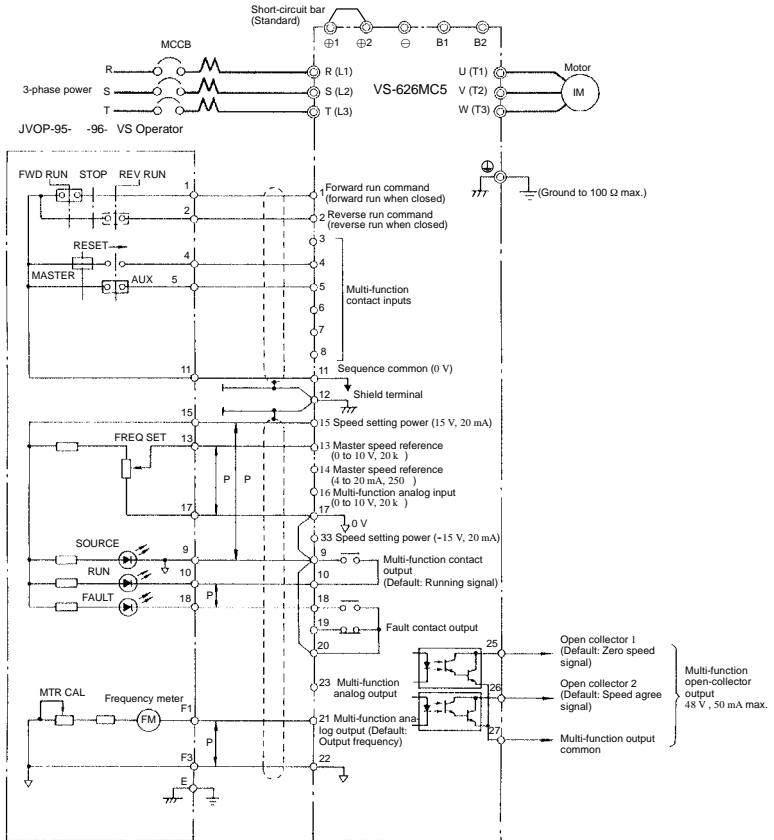 Short-circuit bar
(Standard)
⊕1 ⊕2 ⊖ B1 B2
MCCB
3-phase power
R
S
T
R (L1)
S (L2)
T (L3)
VS-626MC5
U (T1)
V (T2)
W (T3)
Motor
IM
JVOP-95- -96- VS Operator
(Ground to 100 Ω max.)
FWD RUN STOP REV RUN
1
2
RESET
4
MASTER
AUX 5
11
1 Forward run command
(forward run when closed)
2 Reverse run command
(reverse run when closed)
3
4
5
6
7
8
Multi-function
contact inputs
11 Sequence common (0 V)
12 Shield terminal
15
FREQ SET 13
17
P P
15 Speed setting power (15 V, 20 mA)
13 Master speed reference
(0 to 10 V, 20 k )
14 Master speed reference
(4 to 20 mA, 250 )
16 Multi-function analog input
(0 to 10 V, 20 k )
17
0 V
33 Speed setting power (-15 V, 20 mA)
SOURCE 9
RUN 10
FAULT 18
P
9
10
Multi-function contact
output
(Default: Running signal)
18
19
20
Fault contact output
23 Multi-function
analog output
MTR CAL
Frequency meter
FM
F1
P
F3
E
21 Multi-function ana-
log output (Default:
Output frequency)
22
25
Open collector 1
(Default: Zero speed
signal)
26
Open collector 2
(Default: Speed agree
signal)
27
Multi-function output
common
Multi-function
open-collector
output
48 V , 50 mA max.